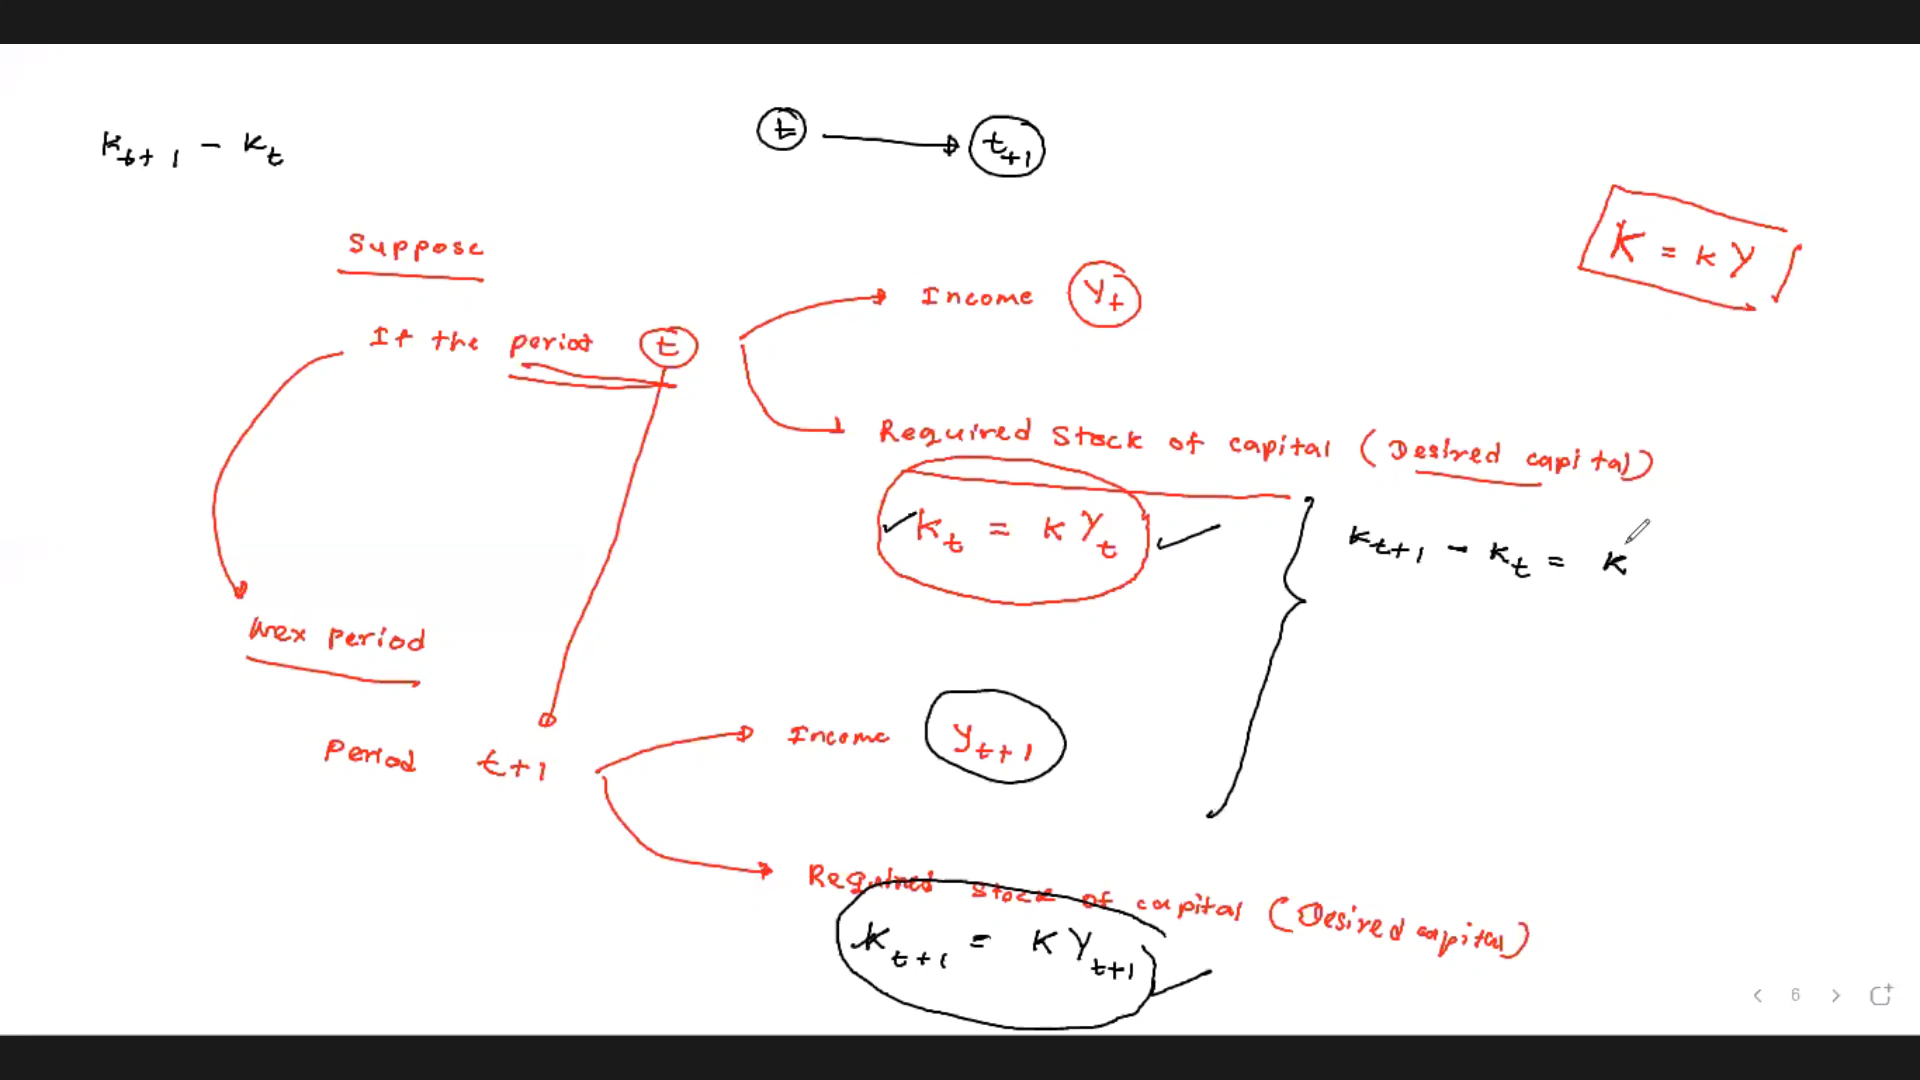 K_{t+1} - K_t
t → t+1
K = kY
Suppose
If the period t
Income Y_t
Required Stock of capital (Desired capital)
K_t = k Y_t
K_{t+1} - K_t = K
Nex period
Period t+1
Income Y_{t+1}
Required Stock of capital (Desired capital)
K_{t+1} = K Y_{t+1}
6